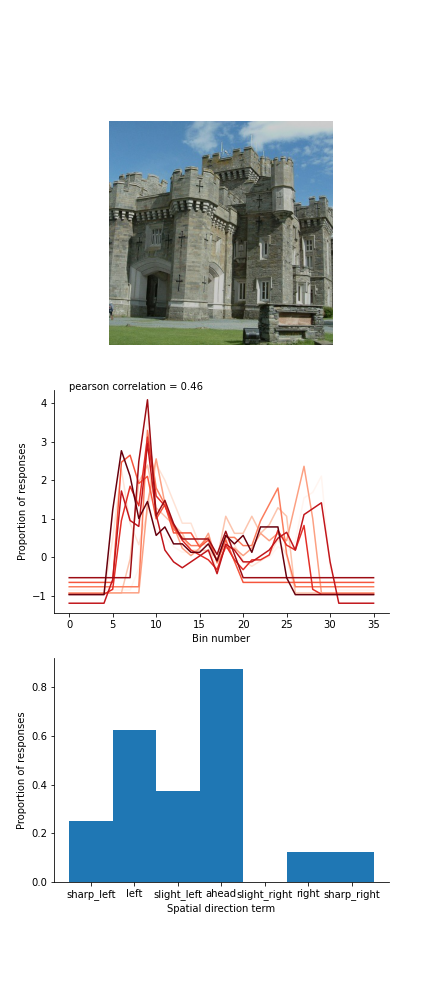 pearson correlation = 0.46
Proportion of responses
4
3
2
1
0
−1
0 5 10 15 20 25 30 35
Bin number
Proportion of responses
0.8
0.6
0.4
0.2
0.0
sharp_left left slight_left ahead slight_right right sharp_right
Spatial direction term